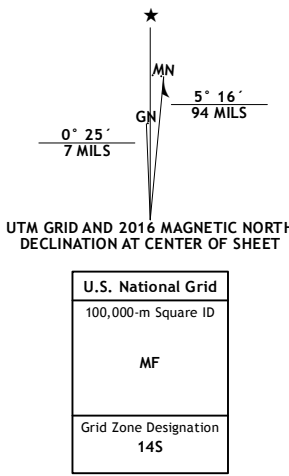 MN
GN
5° 16´
94 MILS
0° 25´
7 MILS
UTM GRID AND 2016 MAGNETIC NORTH
DECLINATION AT CENTER OF SHEET
U.S. National Grid
100,000-m Square ID
MF
Grid Zone Designation
14S